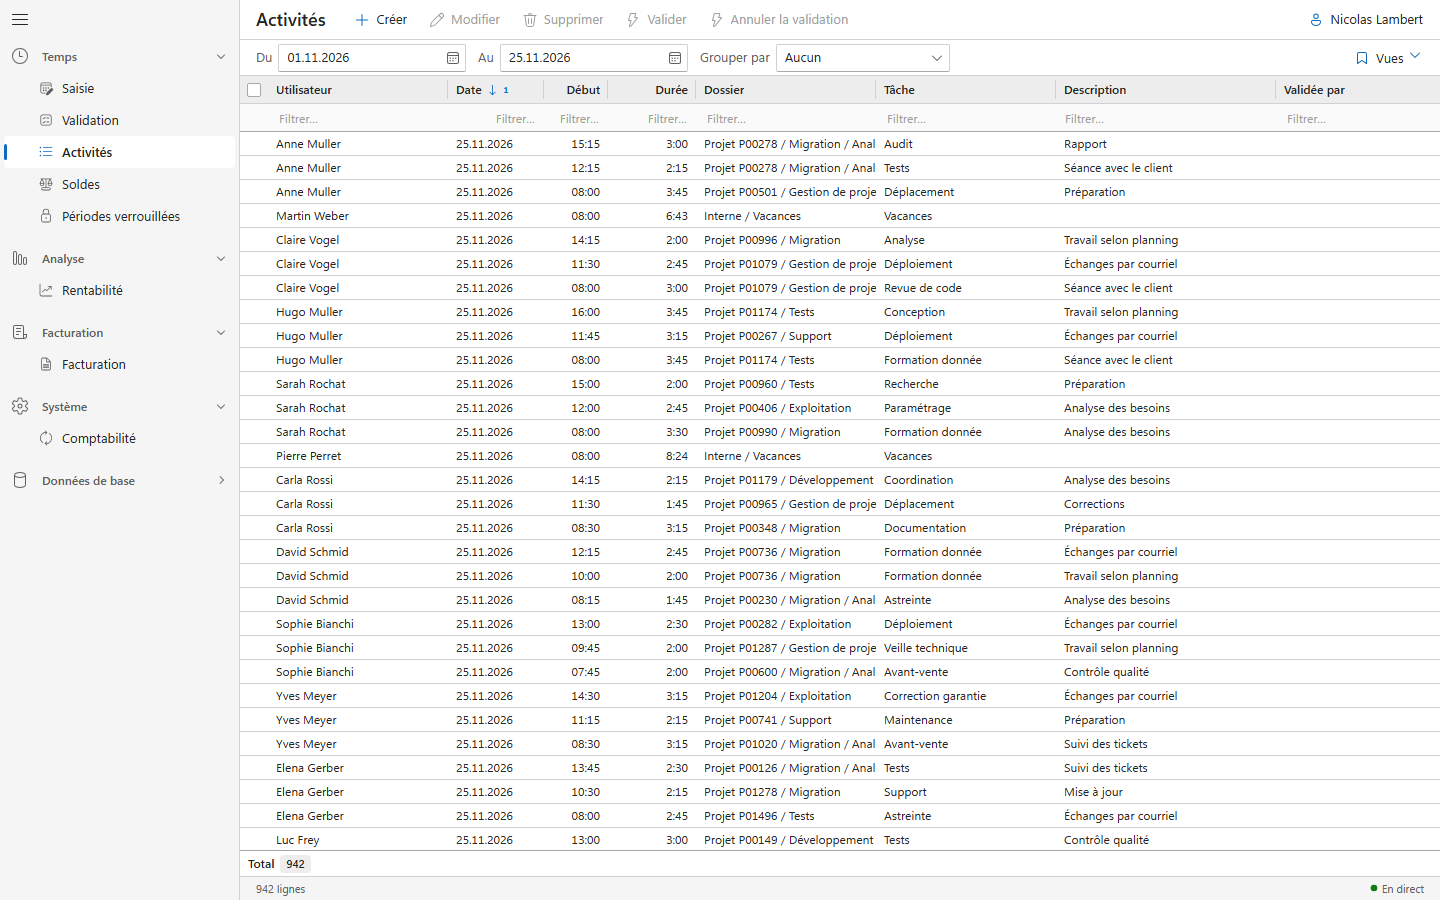 Activités
Créer
Modifier
Supprimer
Valider
Annuler la validation
Nicolas Lambert
Temps
Saisie
Validation
Activités
Soldes
Périodes verrouillées
Analyse
Rentabilité
Facturation
Facturation
Système
Comptabilité
Données de base
Du 01.11.2026 Au 25.11.2026 Grouper par Aucun Vues
Utilisateur Date 1 Début Durée Dossier Tâche Description Validée par
Filtrer... Filtrer... Filtrer... Filtrer... Filtrer... Filtrer... Filtrer... Filtrer...
Anne Muller 25.11.2026 15:15 3:00 Projet P00278 / Migration / Anal Audit Rapport
Anne Muller 25.11.2026 12:15 2:15 Projet P00278 / Migration / Anal Tests Séance avec le client
Anne Muller 25.11.2026 08:00 3:45 Projet P00501 / Gestion de proje Déplacement Préparation
Martin Weber 25.11.2026 08:00 6:43 Interne / Vacances Vacances
Claire Vogel 25.11.2026 14:15 2:00 Projet P00996 / Migration Analyse Travail selon planning
Claire Vogel 25.11.2026 11:30 2:45 Projet P01079 / Gestion de proje Déploiement Échanges par courriel
Claire Vogel 25.11.2026 08:00 3:00 Projet P01079 / Gestion de proje Revue de code Séance avec le client
Hugo Muller 25.11.2026 16:00 3:45 Projet P01174 / Tests Conception Travail selon planning
Hugo Muller 25.11.2026 11:45 3:15 Projet P00267 / Support Déploiement Échanges par courriel
Hugo Muller 25.11.2026 08:00 3:45 Projet P01174 / Tests Formation donnée Séance avec le client
Sarah Rochat 25.11.2026 15:00 2:00 Projet P00960 / Tests Recherche Préparation
Sarah Rochat 25.11.2026 12:00 2:45 Projet P00406 / Exploitation Paramétrage Analyse des besoins
Sarah Rochat 25.11.2026 08:00 3:30 Projet P00990 / Migration Formation donnée Analyse des besoins
Pierre Perret 25.11.2026 08:00 8:24 Interne / Vacances Vacances
Carla Rossi 25.11.2026 14:15 2:15 Projet P01179 / Développement Coordination Analyse des besoins
Carla Rossi 25.11.2026 11:30 1:45 Projet P00965 / Gestion de proje Déplacement Corrections
Carla Rossi 25.11.2026 08:30 3:15 Projet P00348 / Migration Documentation Préparation
David Schmid 25.11.2026 12:15 2:45 Projet P00736 / Migration Formation donnée Échanges par courriel
David Schmid 25.11.2026 10:00 2:00 Projet P00736 / Migration Formation donnée Travail selon planning
David Schmid 25.11.2026 08:15 1:45 Projet P00230 / Migration / Anal Astreinte Analyse des besoins
Sophie Bianchi 25.11.2026 13:00 2:30 Projet P00282 / Exploitation Déploiement Échanges par courriel
Sophie Bianchi 25.11.2026 09:45 2:00 Projet P01287 / Gestion de proje Veille technique Travail selon planning
Sophie Bianchi 25.11.2026 07:45 2:00 Projet P00600 / Migration / Anal Avant-vente Contrôle qualité
Yves Meyer 25.11.2026 14:30 3:15 Projet P01204 / Exploitation Correction garantie Échanges par courriel
Yves Meyer 25.11.2026 11:15 2:15 Projet P00741 / Support Maintenance Préparation
Yves Meyer 25.11.2026 08:30 3:15 Projet P01020 / Migration / Anal Avant-vente Suivi des tickets
Elena Gerber 25.11.2026 13:45 2:30 Projet P00126 / Migration / Anal Tests Suivi des tickets
Elena Gerber 25.11.2026 10:30 2:15 Projet P01278 / Migration Support Mise à jour
Elena Gerber 25.11.2026 08:00 2:45 Projet P01496 / Tests Astreinte Échanges par courriel
Luc Frey 25.11.2026 13:00 3:00 Projet P00149 / Développement Tests Contrôle qualité
Total 942
942 lignes
En direct